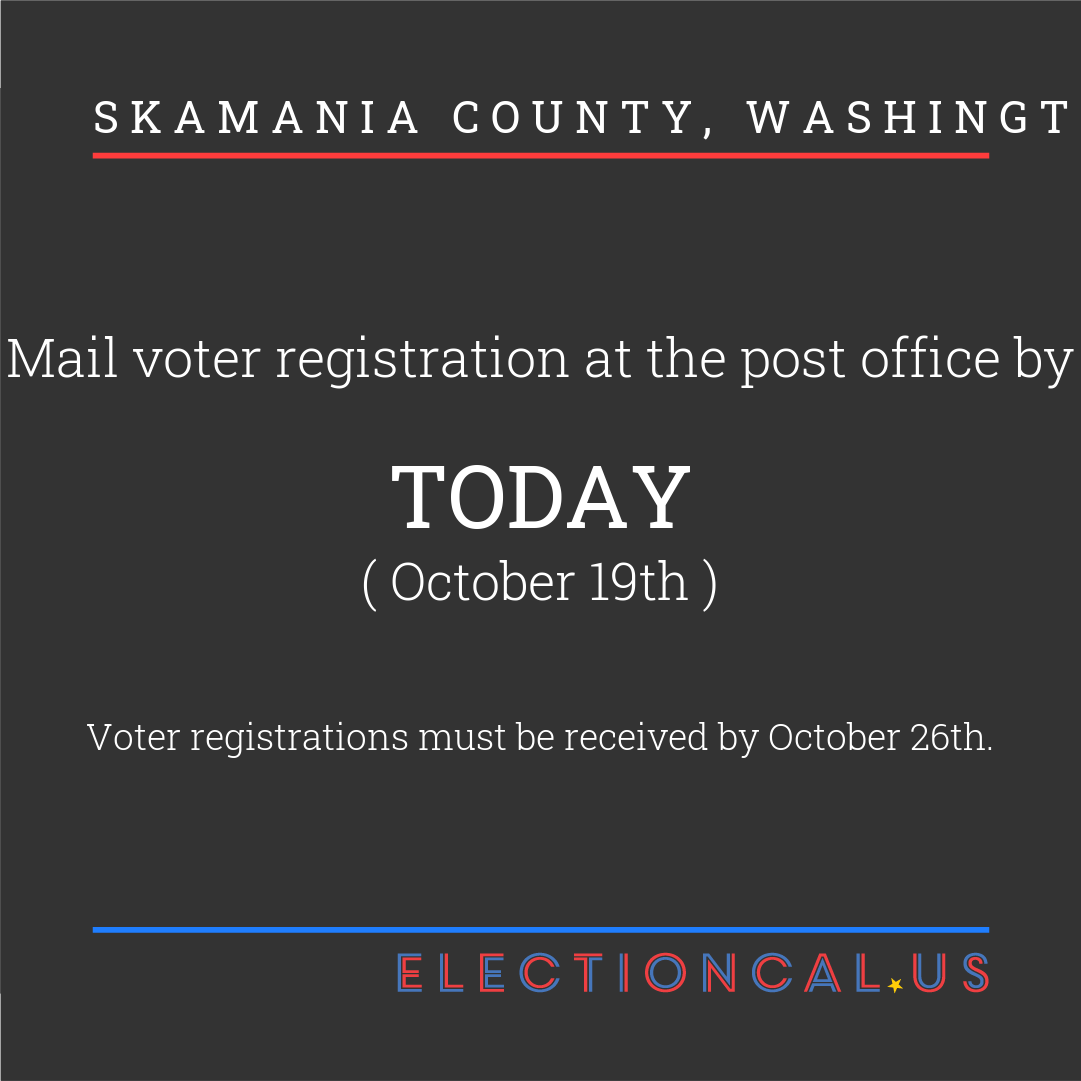 SKAMANIA COUNTY, WASHINGT
Mail voter registration at the post office by
TODAY
( October 19th )
Voter registrations must be received by October 26th.
ELECTIONCAL.US